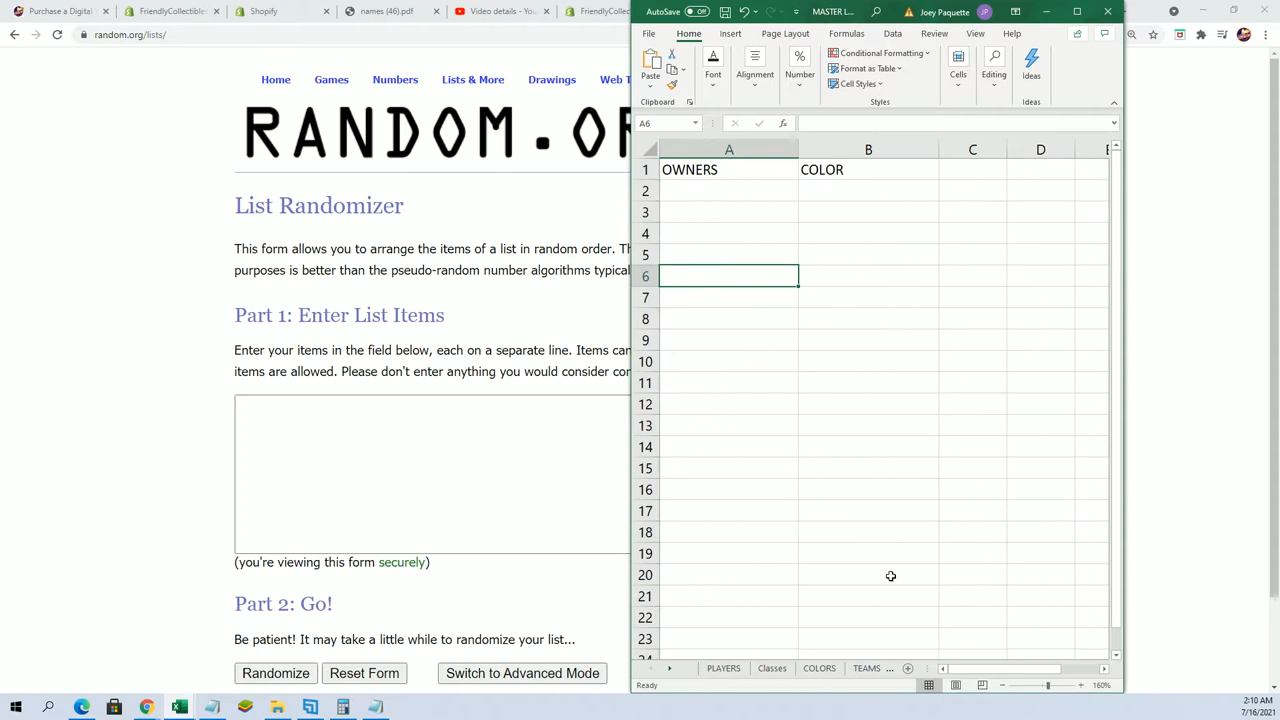 Purchase a Digital
FriendlyCollectible
Shopify
names (46).pdf
Video details - Yo
FriendlyCollec
random.org/lists/
Home Games Numbers Lists & More Drawings Web T
RANDOM.OR
List Randomizer
This form allows you to arrange the items of a list in random order. Th
purposes is better than the pseudo-random number algorithms typical
Part 1: Enter List Items
Enter your items in the field below, each on a separate line. Items can
items are allowed. Please don't enter anything you would consider con
(you're viewing this form securely)
Part 2: Go!
Be patient! It may take a little while to randomize your list...
Randomize Reset Form Switch to Advanced Mode
AutoSave Off MASTER L... Joey Paquette JP
File Home Insert Page Layout Formulas Data Review View Help
Paste Font Alignment Number Conditional Formatting Format as Table Cell Styles Cells Editing Ideas
Clipboard Styles Ideas
A6 fx
A B C D E
1 OWNERS COLOR
2
3
4
5
6
7
8
9
10
11
12
13
14
15
16
17
18
19
20
21
22
23
24
PLAYERS Classes COLORS TEAMS ...
Ready 160%
2:10 AM
7/16/2021